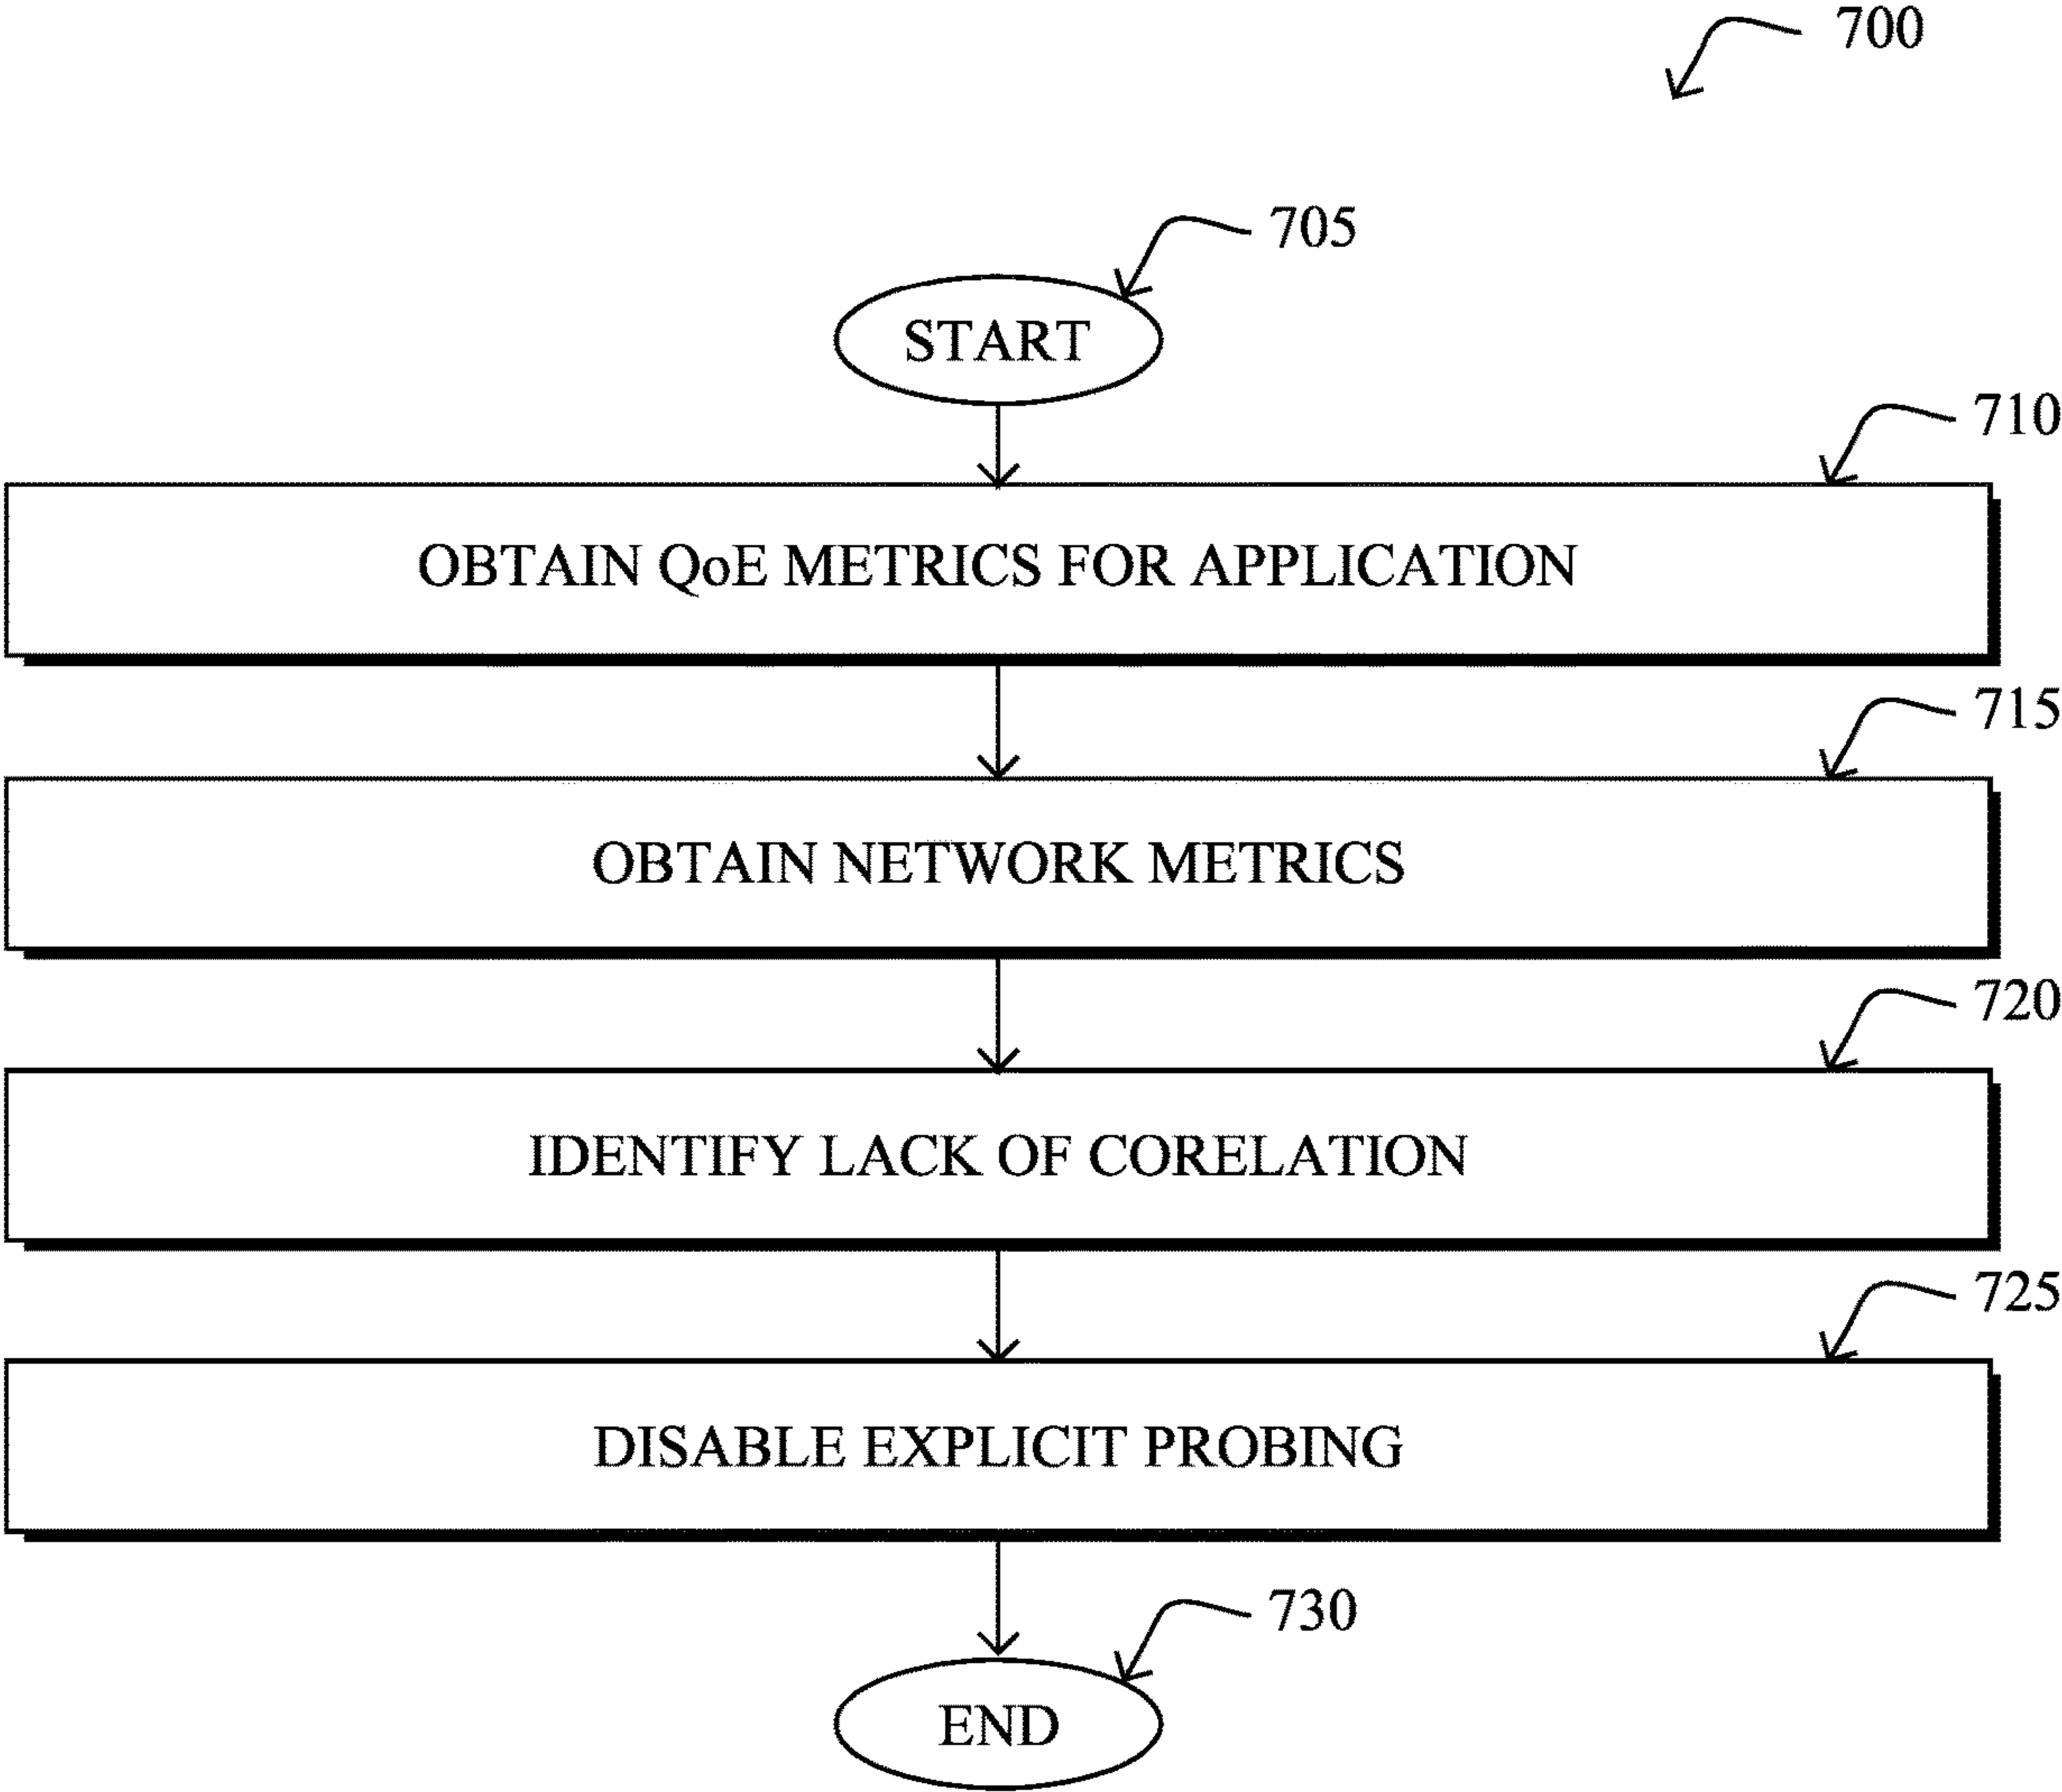 700
705
START
710
OBTAIN QoE METRICS FOR APPLICATION
715
OBTAIN NETWORK METRICS
720
IDENTIFY LACK OF CORELATION
725
DISABLE EXPLICIT PROBING
730
END